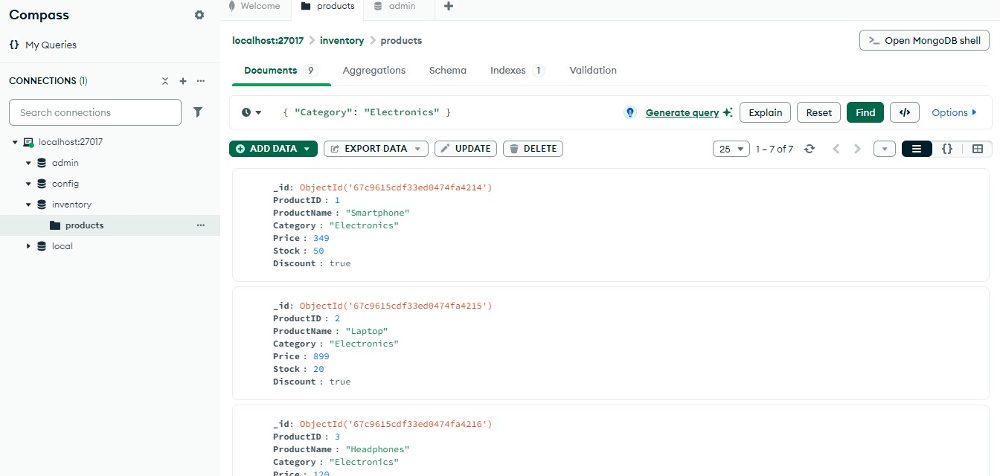 Compass
My Queries
CONNECTIONS (1)
Search connections
localhost:27017
admin
config
inventory
products
local
Welcome
products
admin
localhost:27017 > inventory > products
>_ Open MongoDB shell
Documents 9 Aggregations Schema Indexes 1 Validation
{ "Category": "Electronics" }
Generate query Explain Reset Find </> Options
ADD DATA EXPORT DATA UPDATE DELETE 25 1 – 7 of 7 {}
_id: ObjectId('67c9615cdf33ed0474fa4214')
ProductID : 1
ProductName : "Smartphone"
Category : "Electronics"
Price : 349
Stock : 50
Discount : true
_id: ObjectId('67c9615cdf33ed0474fa4215')
ProductID : 2
ProductName : "Laptop"
Category : "Electronics"
Price : 899
Stock : 20
Discount : true
_id: ObjectId('67c9615cdf33ed0474fa4216')
ProductID : 3
ProductName : "Headphones"
Category : "Electronics"
Price : 120